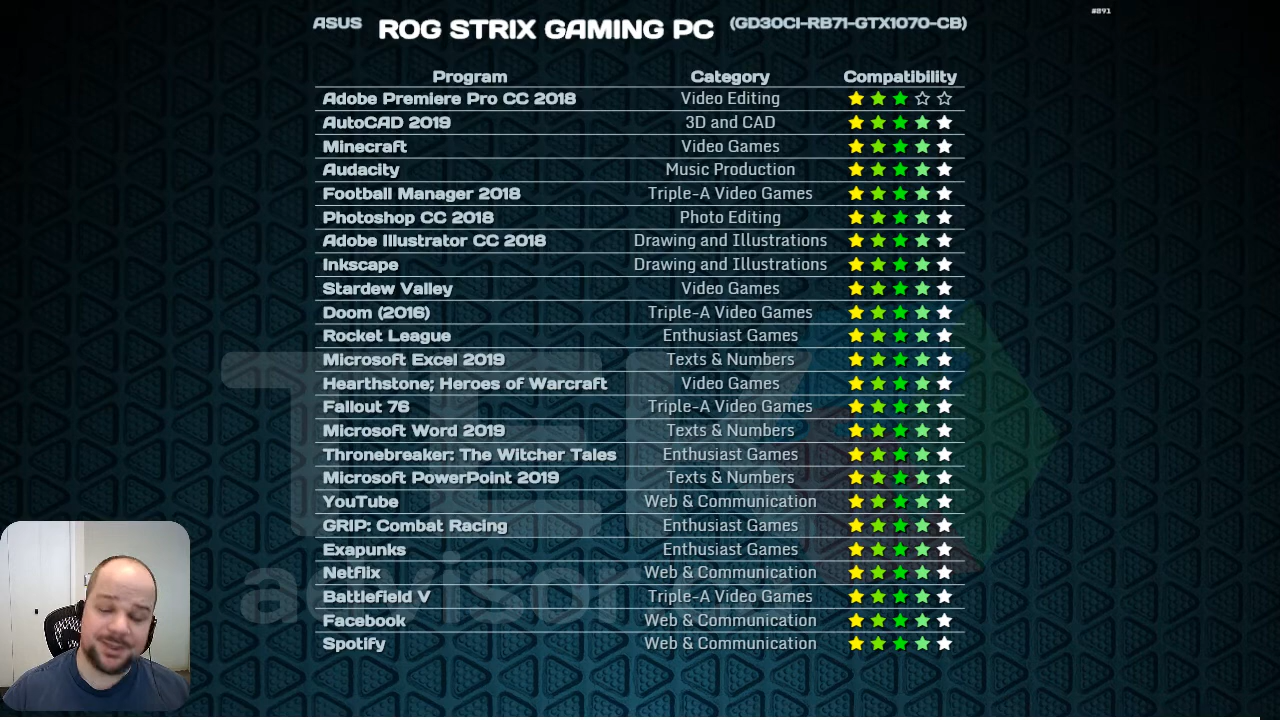 ASUS ROG STRIX GAMING PC (GD30CI-RB71-GTX1070-CB)
#891
Program Category Compatibility
Adobe Premiere Pro CC 2018 Video Editing
AutoCAD 2019 3D and CAD
Minecraft Video Games
Audacity Music Production
Football Manager 2018 Triple-A Video Games
Photoshop CC 2018 Photo Editing
Adobe Illustrator CC 2018 Drawing and Illustrations
Inkscape Drawing and Illustrations
Stardew Valley Video Games
Doom (2016) Triple-A Video Games
Rocket League Enthusiast Games
Microsoft Excel 2019 Texts & Numbers
Hearthstone; Heroes of Warcraft Video Games
Fallout 76 Triple-A Video Games
Microsoft Word 2019 Texts & Numbers
Thronebreaker: The Witcher Tales Enthusiast Games
Microsoft PowerPoint 2019 Texts & Numbers
YouTube Web & Communication
GRIP: Combat Racing Enthusiast Games
Exapunks Enthusiast Games
Netflix Web & Communication
Battlefield V Triple-A Video Games
Facebook Web & Communication
Spotify Web & Communication